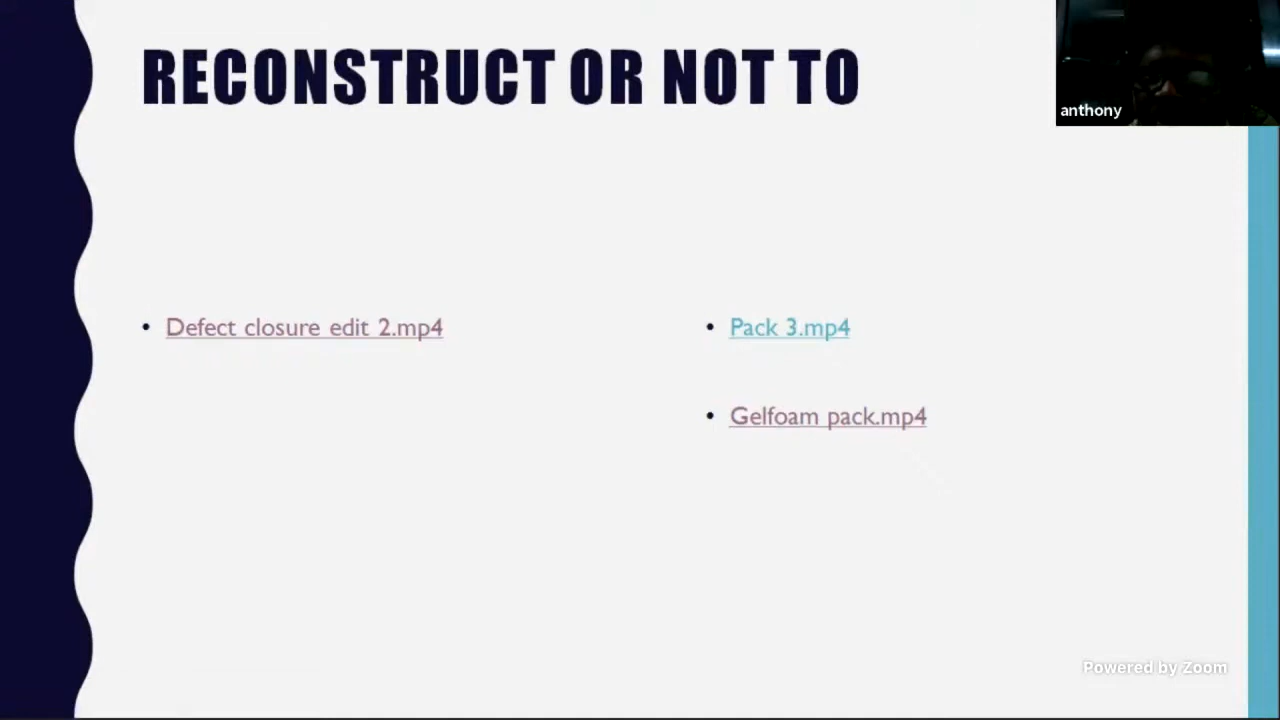 RECONSTRUCT OR NOT TO
anthony
• Defect closure edit 2.mp4
• Pack 3.mp4
• Gelfoam pack.mp4
Powered by Zoom